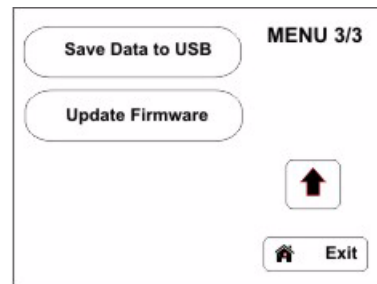 MENU 3/3
Save Data to USB
Update Firmware
Exit